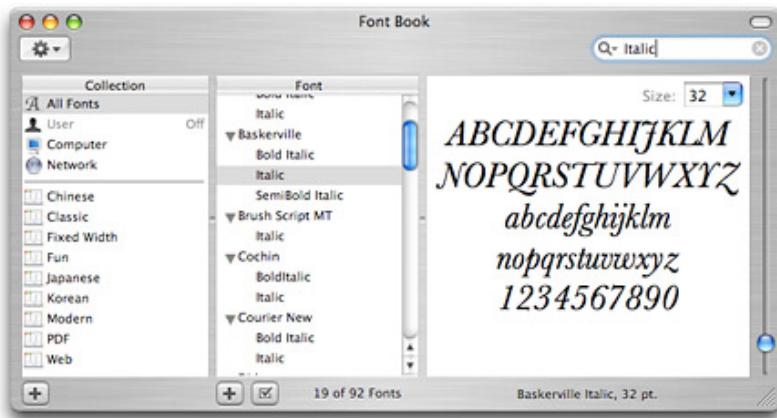 Font Book
Italic
Collection
All Fonts
User Off
Computer
Network
Chinese
Classic
Fixed Width
Fun
Japanese
Korean
Modern
PDF
Web
Font
Bold Italic
Italic
Baskerville
Bold Italic
Italic
SemiBold Italic
Brush Script MT
Italic
Cochin
BoldItalic
Italic
Courier New
Bold Italic
Italic
19 of 92 Fonts
Size: 32
ABCDEFGHIJKLM
NOPQRSTUVWXYZ
abcdefghijklm
nopqrstuvwxyz
1234567890
Baskerville Italic, 32 pt.